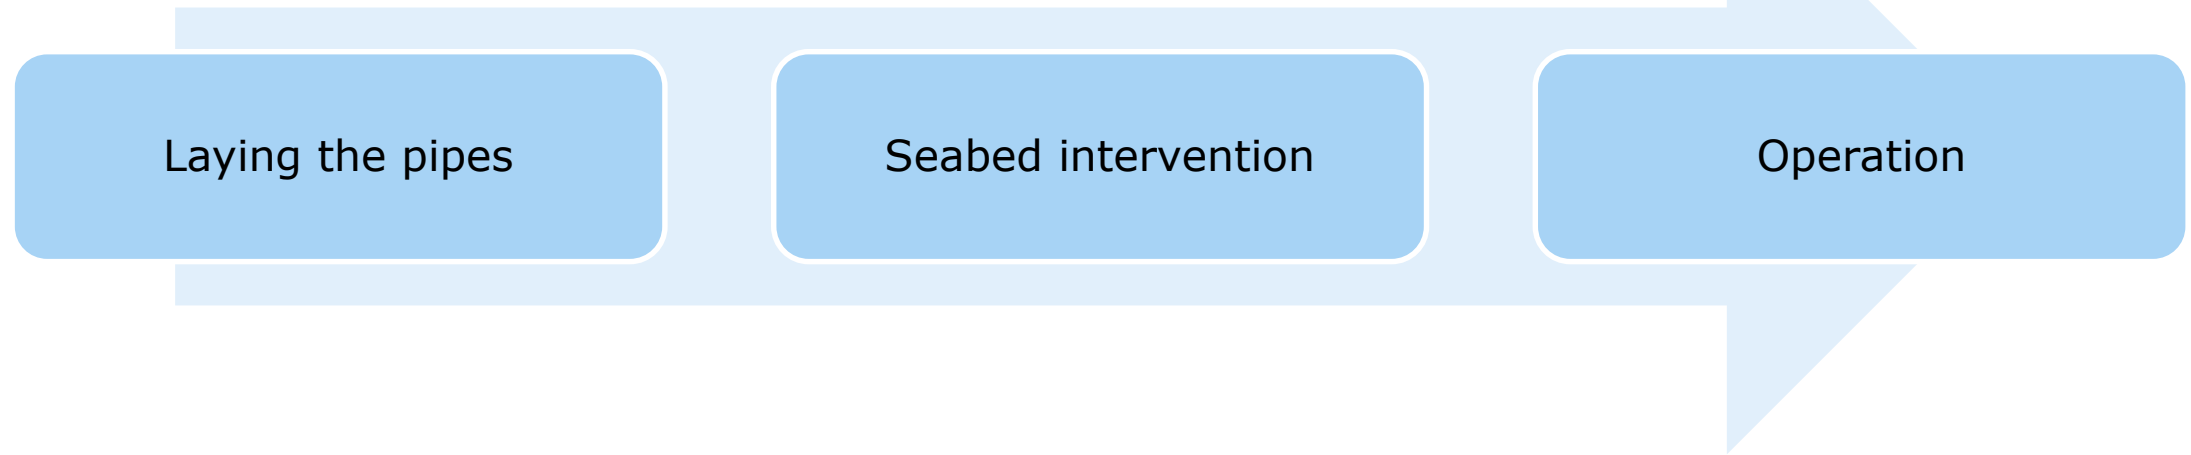 Laying the pipes
Seabed intervention
Operation